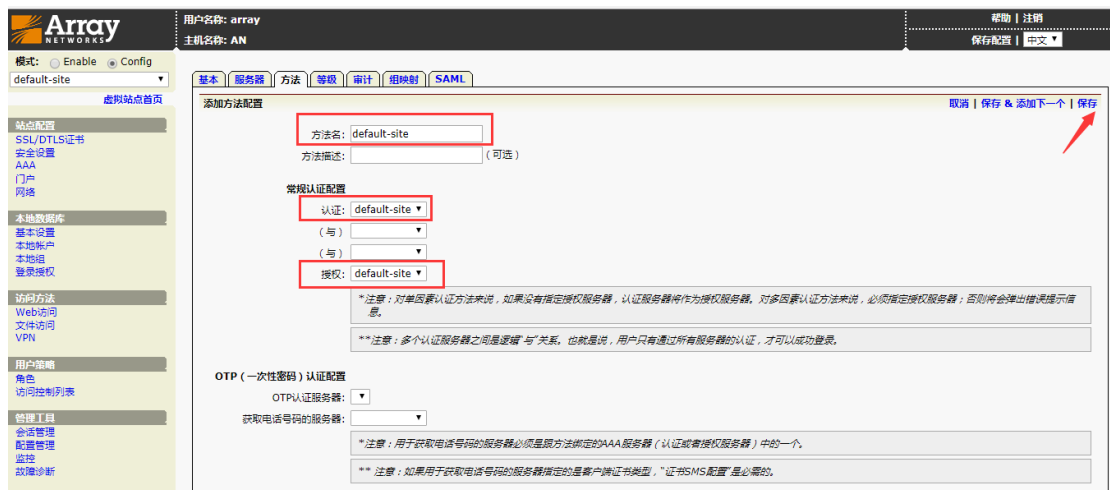 Array
NETWORKS
用户名称: array
主机名称: AN
帮助 | 注销
保存配置 | 中文
模式: Enable Config
default-site
虚拟站点首页
站点配置
SSL/DTLS证书
安全设置
AAA
门户
网络
本地数据库
基本设置
本地帐户
本地组
登录授权
访问方法
Web访问
文件访问
VPN
用户策略
角色
访问控制列表
管理工具
会话管理
配置管理
监控
故障诊断
基本 服务器 方法 等级 审计 组映射 SAML
添加方法配置
取消 | 保存 & 添加下一个 | 保存
方法名: default-site
方法描述: (可选)
常规认证配置
认证: default-site
(与)
(与)
授权: default-site
*注意：对单因素认证方法来说，如果没有指定授权服务器，认证服务器将作为授权服务器。对多因素认证方法来说，必须指定授权服务器；否则将会弹出错误提示信
息。
**注意：多个认证服务器之间是逻辑“与”关系。也就是说，用户只有通过所有服务器的认证，才可以成功登录。
OTP（一次性密码）认证配置
OTP认证服务器:
获取电话号码的服务器:
*注意：用于获取电话号码的服务器必须是跟方法绑定的AAA服务器（认证或者授权服务器）中的一个。
** 注意：如果用于获取电话号码的服务器指定的是客户端证书类型，“证书SMS配置”是必需的。